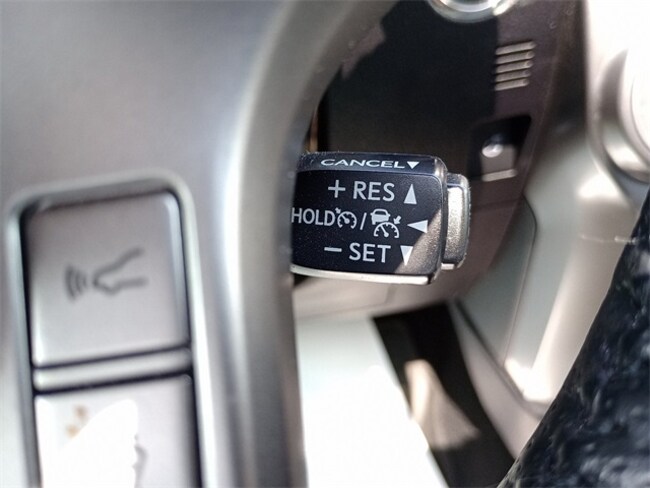 CANCEL▼
+ RES ▲
HOLD / ◀
− SET ▼